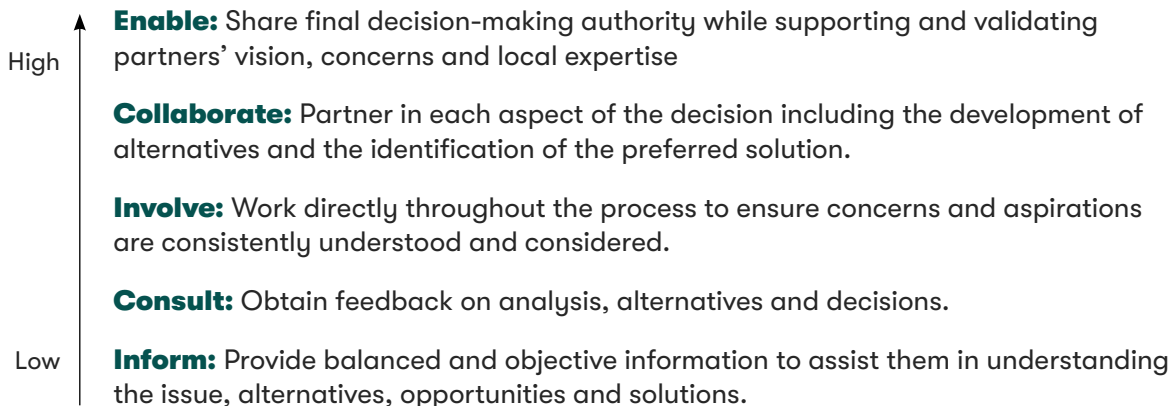 Enable: Share final decision-making authority while supporting and validating
High
partners’ vision, concerns and local expertise
Collaborate: Partner in each aspect of the decision including the development of
alternatives and the identification of the preferred solution.
Involve: Work directly throughout the process to ensure concerns and aspirations
are consistently understood and considered.
Consult: Obtain feedback on analysis, alternatives and decisions.
Low
Inform: Provide balanced and objective information to assist them in understanding
the issue, alternatives, opportunities and solutions.